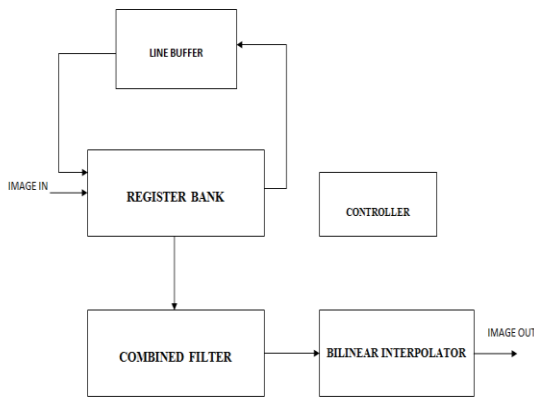 LINE BUFFER
IMAGE IN
REGISTER BANK
CONTROLLER
COMBINED FILTER
BILINEAR INTERPOLATOR
IMAGE OUT